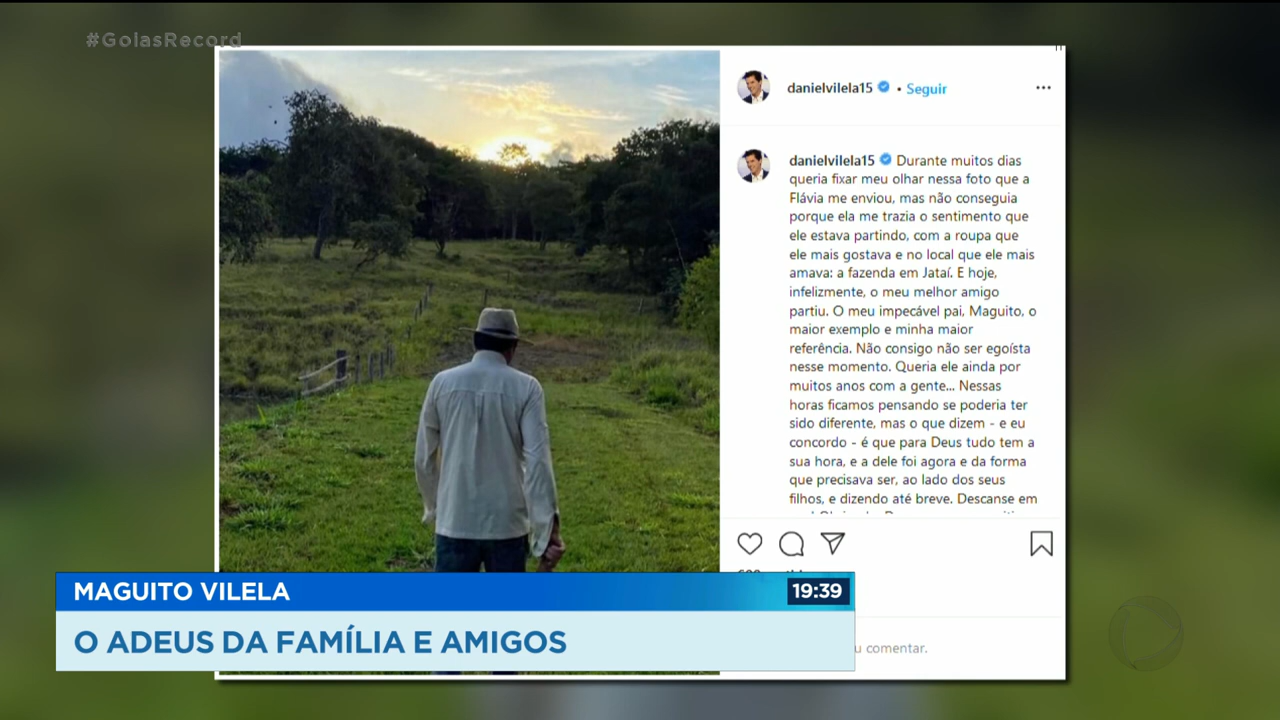 #GoiasRecord
danielvilela15 • Seguir
danielvilela15 Durante muitos dias
queria fixar meu olhar nessa foto que a
Flávia me enviou, mas não conseguia
porque ela me trazia o sentimento que
ele estava partindo, com a roupa que
ele mais gostava e no local que ele mais
amava: a fazenda em Jataí. E hoje,
infelizmente, o meu melhor amigo
partiu. O meu impecável pai, Maguito, o
maior exemplo e minha maior
referência. Não consigo não ser egoísta
nesse momento. Queria ele ainda por
muitos anos com a gente... Nessas
horas ficamos pensando se poderia ter
sido diferente, mas o que dizem - e eu
concordo - é que para Deus tudo tem a
sua hora, e a dele foi agora e da forma
que precisava ser, ao lado dos seus
filhos, e dizendo até breve. Descanse em
comentar.
MAGUITO VILELA
19:39
O ADEUS DA FAMÍLIA E AMIGOS